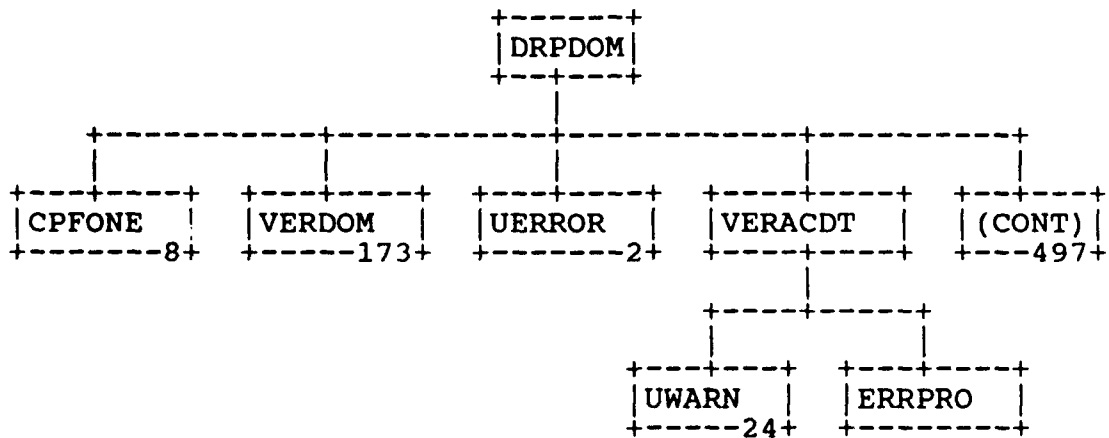 DRPDOM
CPFONE VERDOM UERROR VERACDT (CONT)
8 173 2 497
UWARN ERRPRO
24